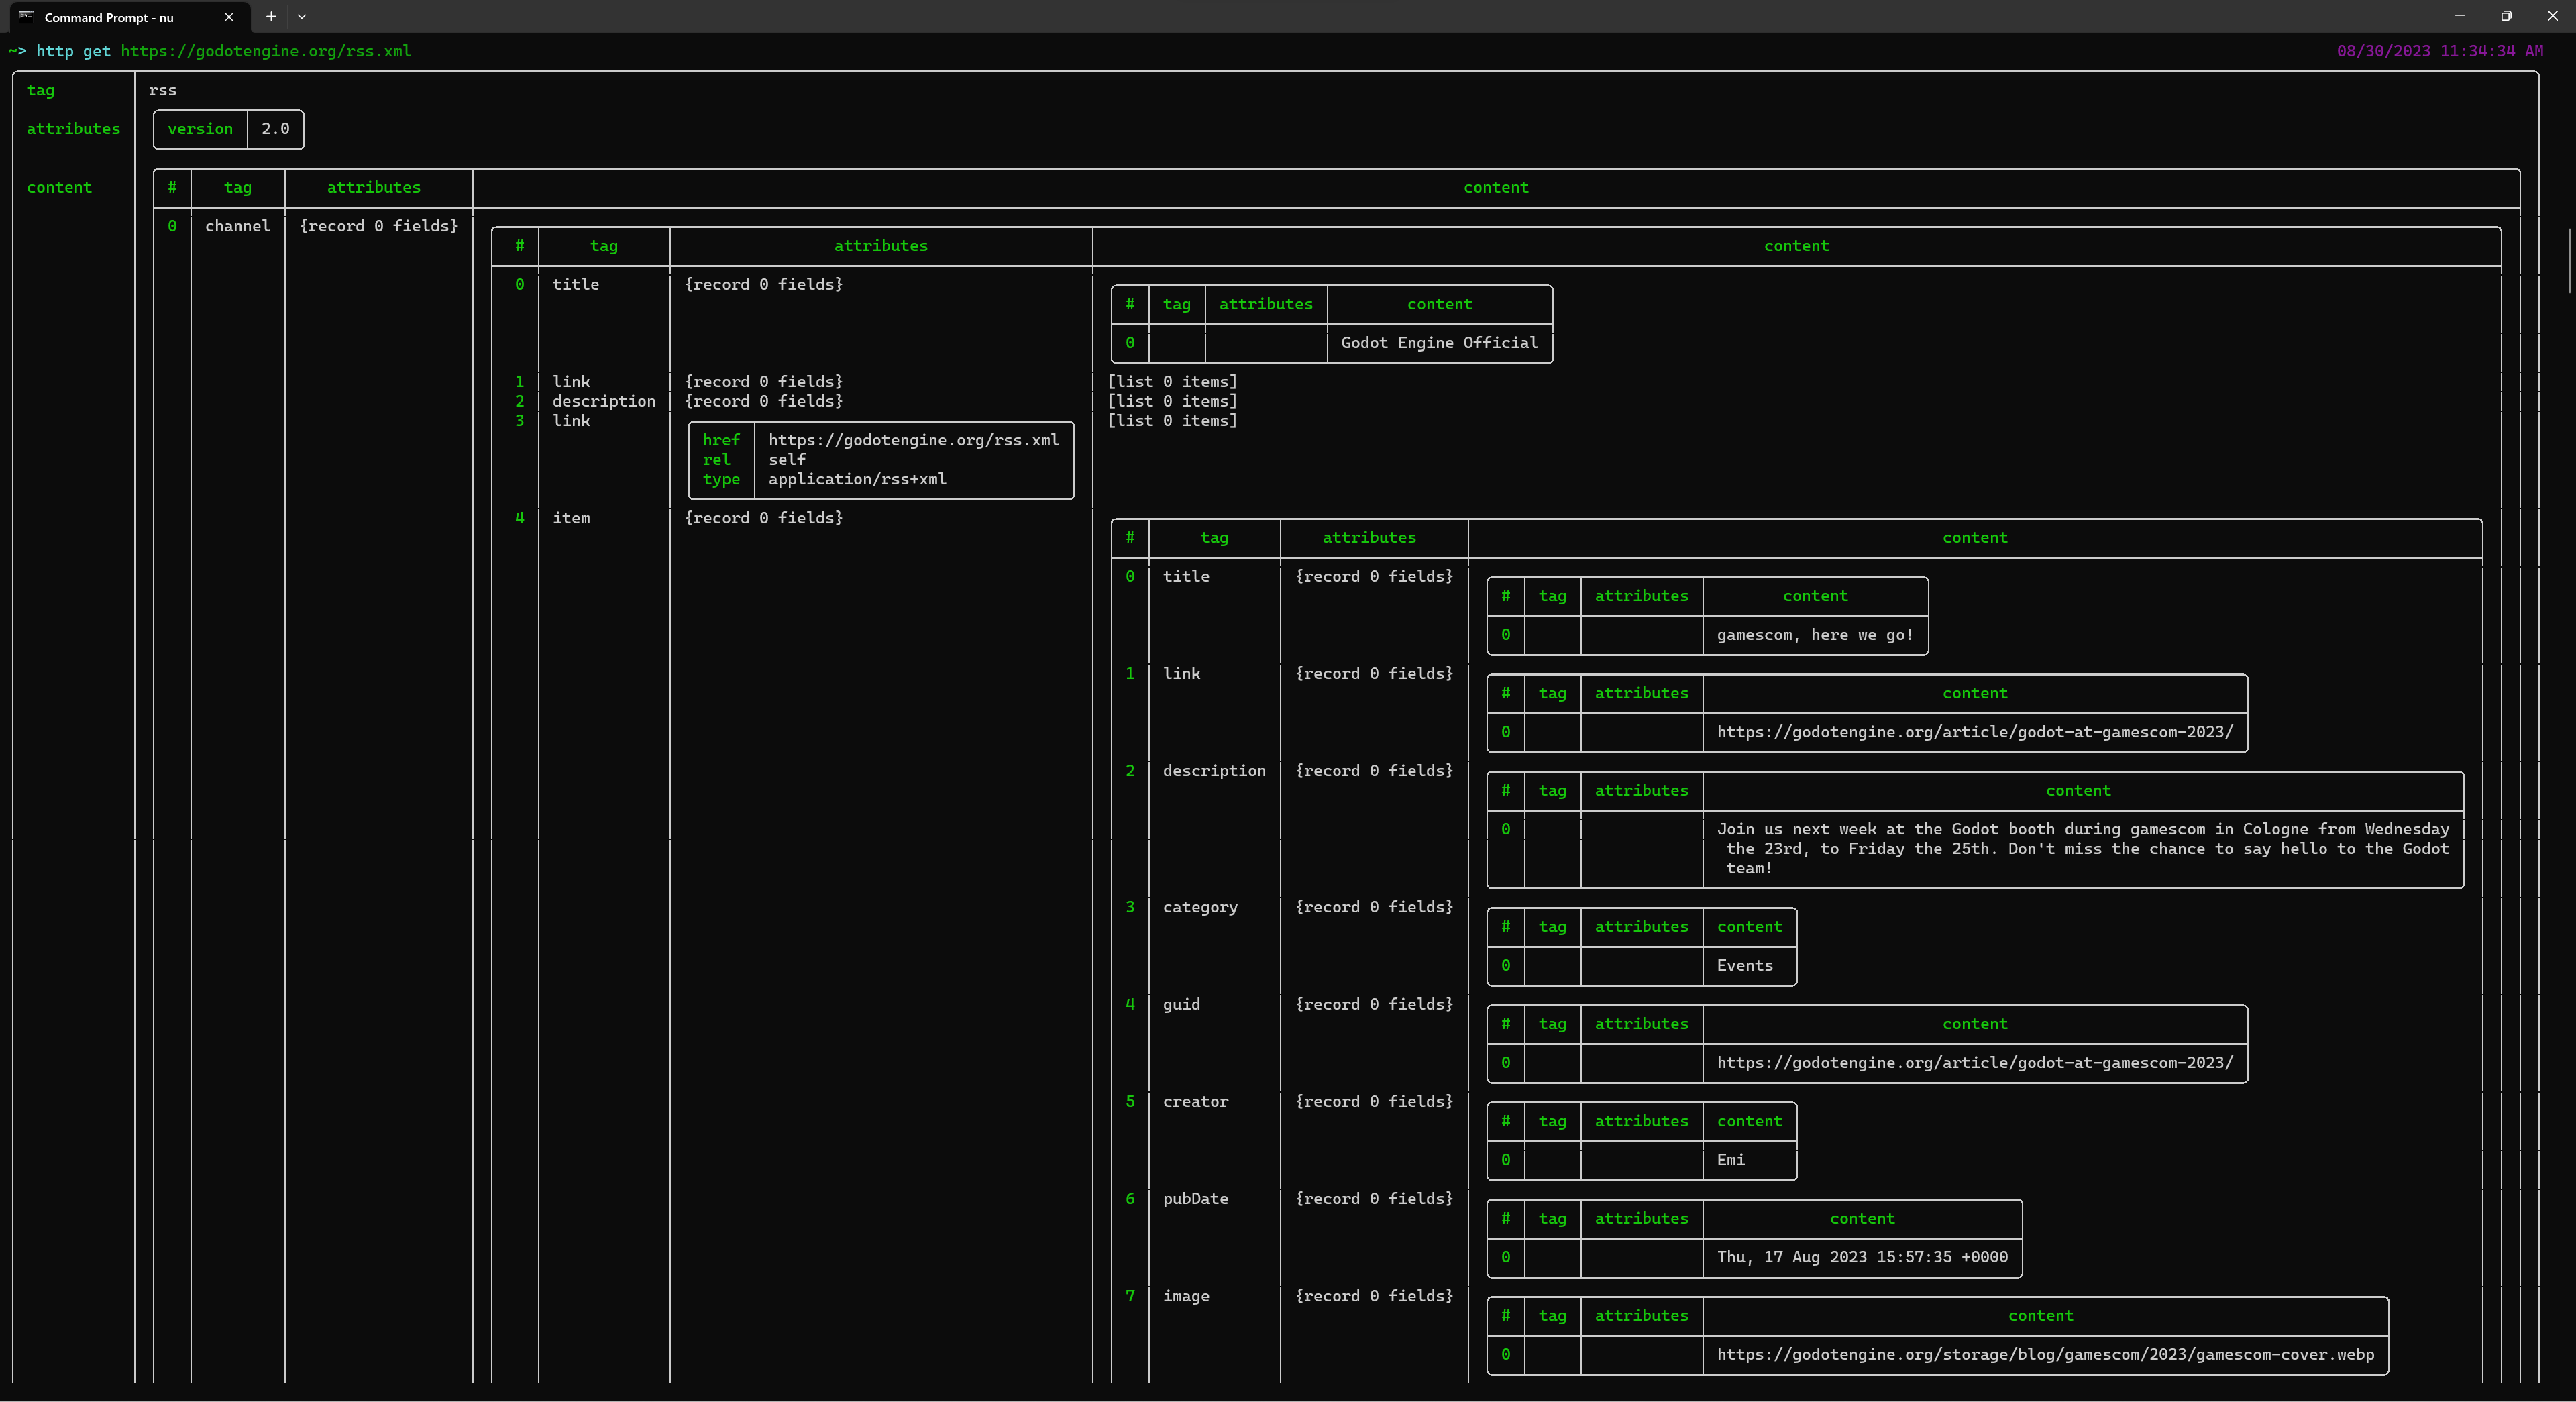 Command Prompt - nu
~> http get https://godotengine.org/rss.xml 08/30/2023 11:34:34 AM
tag rss
attributes version 2.0
content # tag attributes content
0 channel {record 0 fields}
# tag attributes content
0 title {record 0 fields}
# tag attributes content
0 Godot Engine Official
1 link {record 0 fields} [list 0 items]
2 description {record 0 fields} [list 0 items]
3 link [list 0 items]
href https://godotengine.org/rss.xml
rel self
type application/rss+xml
4 item {record 0 fields}
# tag attributes content
0 title {record 0 fields}
# tag attributes content
0 gamescom, here we go!
1 link {record 0 fields}
# tag attributes content
0 https://godotengine.org/article/godot-at-gamescom-2023/
2 description {record 0 fields}
# tag attributes content
0 Join us next week at the Godot booth during gamescom in Cologne from Wednesday
the 23rd, to Friday the 25th. Don't miss the chance to say hello to the Godot
team!
3 category {record 0 fields}
# tag attributes content
0 Events
4 guid {record 0 fields}
# tag attributes content
0 https://godotengine.org/article/godot-at-gamescom-2023/
5 creator {record 0 fields}
# tag attributes content
0 Emi
6 pubDate {record 0 fields}
# tag attributes content
0 Thu, 17 Aug 2023 15:57:35 +0000
7 image {record 0 fields}
# tag attributes content
0 https://godotengine.org/storage/blog/gamescom/2023/gamescom-cover.webp